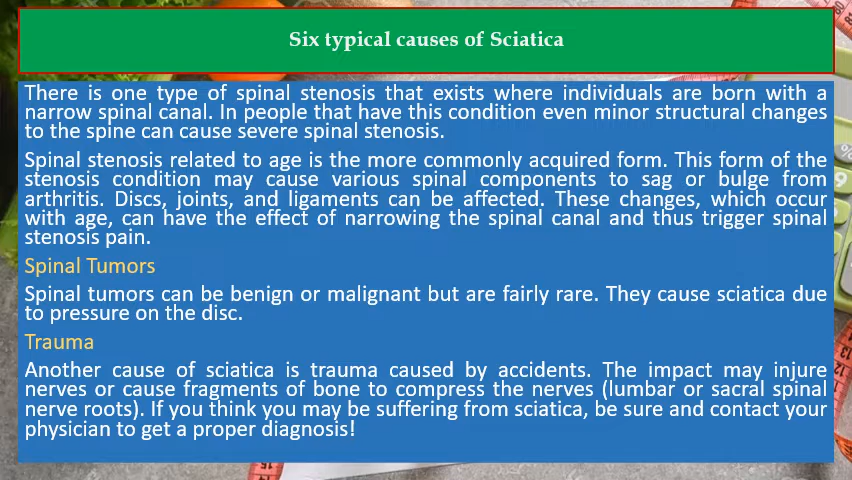 Six typical causes of Sciatica
There is one type of spinal stenosis that exists where individuals are born with a
narrow spinal canal. In people that have this condition even minor structural changes
to the spine can cause severe spinal stenosis.
Spinal stenosis related to age is the more commonly acquired form. This form of the
stenosis condition may cause various spinal components to sag or bulge from
arthritis. Discs, joints, and ligaments can be affected. These changes, which occur
with age, can have the effect of narrowing the spinal canal and thus trigger spinal
stenosis pain.
Spinal Tumors
Spinal tumors can be benign or malignant but are fairly rare. They cause sciatica due
to pressure on the disc.
Trauma
Another cause of sciatica is trauma caused by accidents. The impact may injure
nerves or cause fragments of bone to compress the nerves (lumbar or sacral spinal
nerve roots). If you think you may be suffering from sciatica, be sure and contact your
physician to get a proper diagnosis!